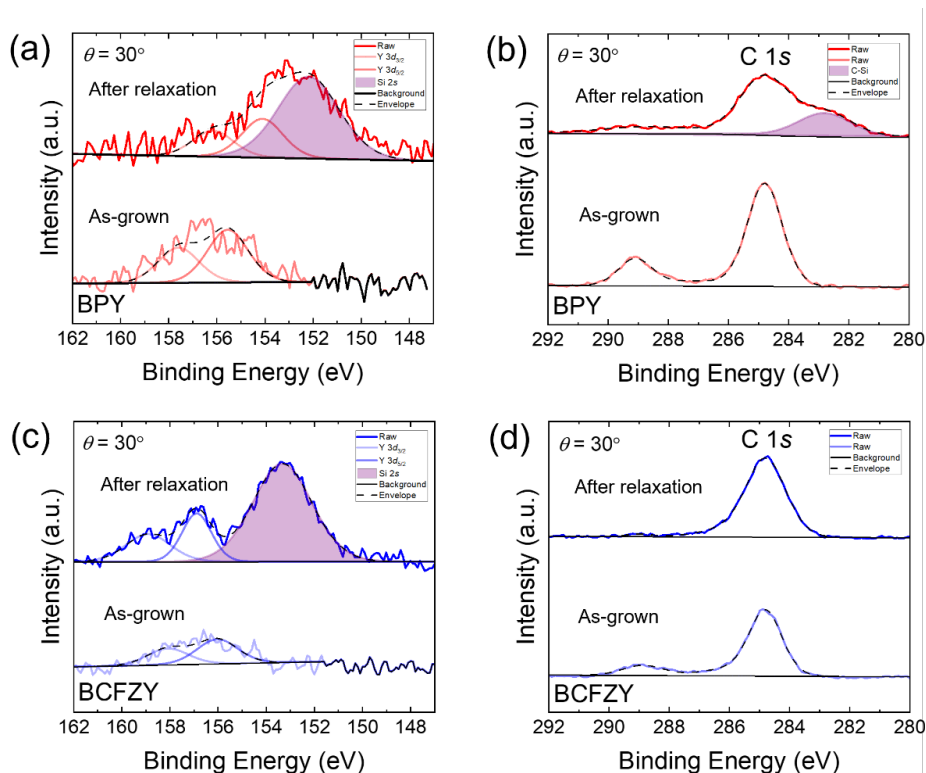 (a)
θ = 30°
Raw
Y 3d3/2
Y 3d5/2
Si 2s
Background
Envelope
After relaxation
As-grown
BPY
Intensity (a.u.)
162 160 158 156 154 152 150 148
Binding Energy (eV)
(b)
θ = 30°
C 1s
Raw
Raw
C-Si
Background
Envelope
After relaxation
As-grown
BPY
Intensity (a.u.)
292 290 288 286 284 282 280
Binding Energy (eV)
(c)
θ = 30°
Raw
Y 3d3/2
Y 3d5/2
Si 2s
Background
Envelope
After relaxation
As-grown
BCFZY
Intensity (a.u.)
162 160 158 156 154 152 150 148
Binding Energy (eV)
(d)
θ = 30°
C 1s
Raw
Raw
Background
Envelope
After relaxation
As-grown
BCFZY
Intensity (a.u.)
292 290 288 286 284 282 280
Binding Energy (eV)